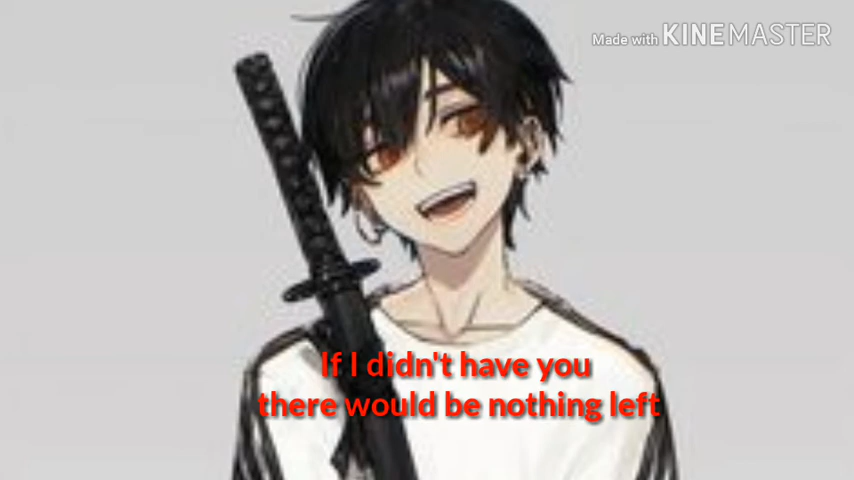 Made with KINEMASTER
If I didn't have you
there would be nothing left